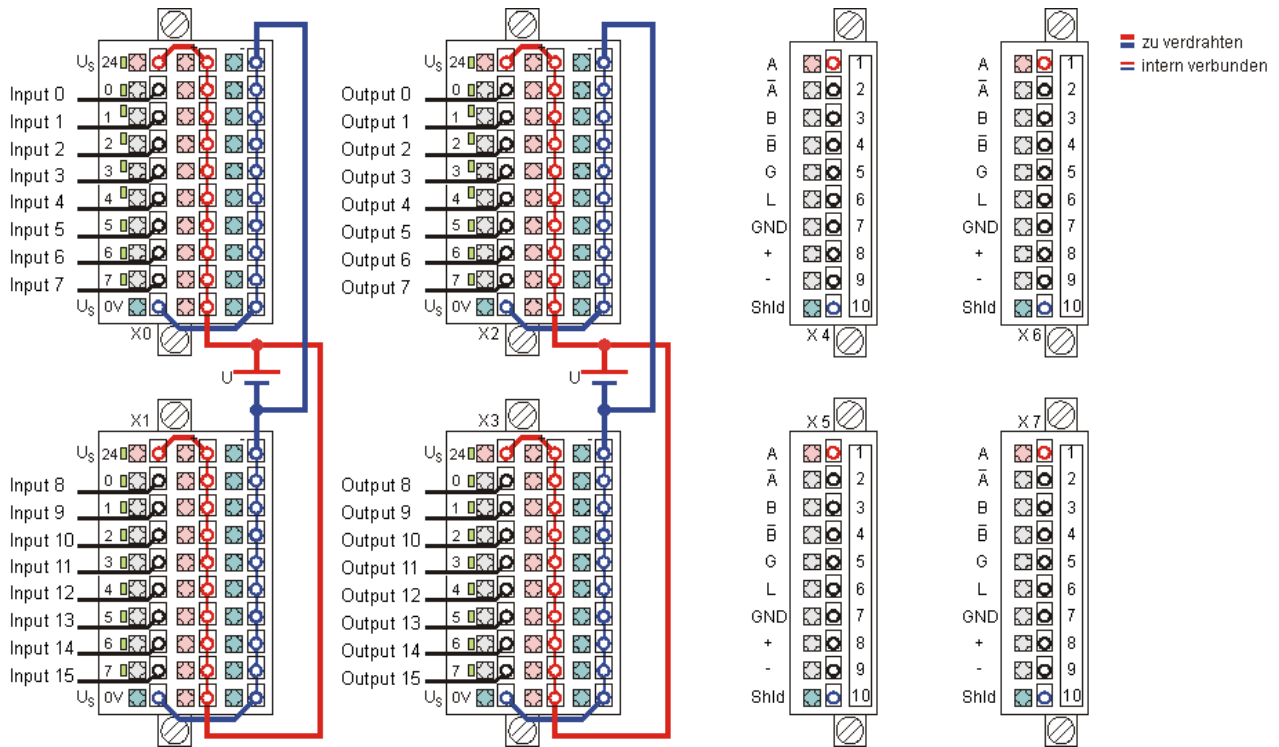 U_S 24
Input 0 0
Input 1 1
Input 2 2
Input 3 3
Input 4 4
Input 5 5
Input 6 6
Input 7 7
U_S 0V
X0
U_S 24
Output 0 0
Output 1 1
Output 2 2
Output 3 3
Output 4 4
Output 5 5
Output 6 6
Output 7 7
U_S 0V
X2
A 1
A̅ 2
B 3
B̅ 4
G 5
L 6
GND 7
+ 8
- 9
Shld 10
X4
A 1
A̅ 2
B 3
B̅ 4
G 5
L 6
GND 7
+ 8
- 9
Shld 10
X6
zu verdrahten
intern verbunden
U
U
X1
U_S 24
Input 8 0
Input 9 1
Input 10 2
Input 11 3
Input 12 4
Input 13 5
Input 14 6
Input 15 7
U_S 0V
X3
U_S 24
Output 8 0
Output 9 1
Output 10 2
Output 11 3
Output 12 4
Output 13 5
Output 14 6
Output 15 7
U_S 0V
X5
A 1
A̅ 2
B 3
B̅ 4
G 5
L 6
GND 7
+ 8
- 9
Shld 10
X7
A 1
A̅ 2
B 3
B̅ 4
G 5
L 6
GND 7
+ 8
- 9
Shld 10